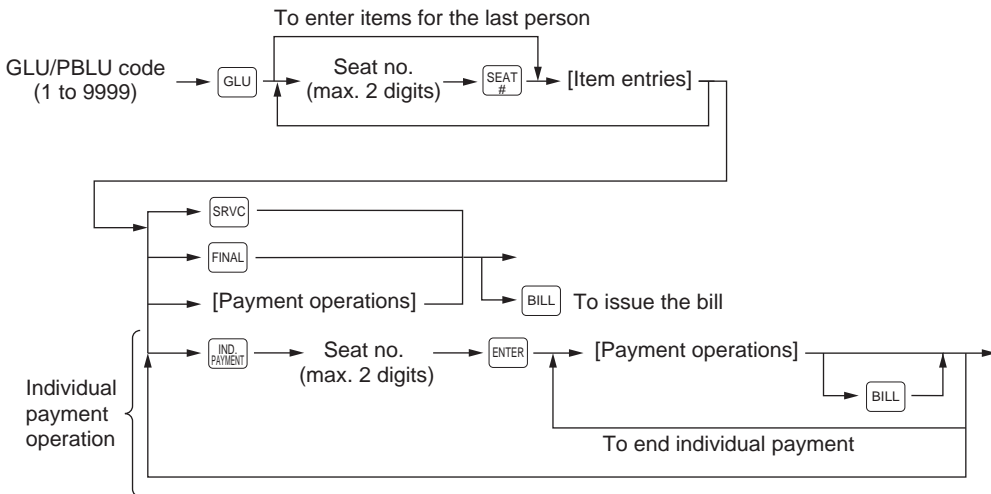 To enter items for the last person
GLU/PBLU code
(1 to 9999)
GLU
Seat no.
(max. 2 digits)
SEAT
#
[Item entries]
SRVC
FINAL
[Payment operations]
BILL
To issue the bill
Individual
payment
operation
IND.
PAYMENT
Seat no.
(max. 2 digits)
ENTER
[Payment operations]
BILL
To end individual payment